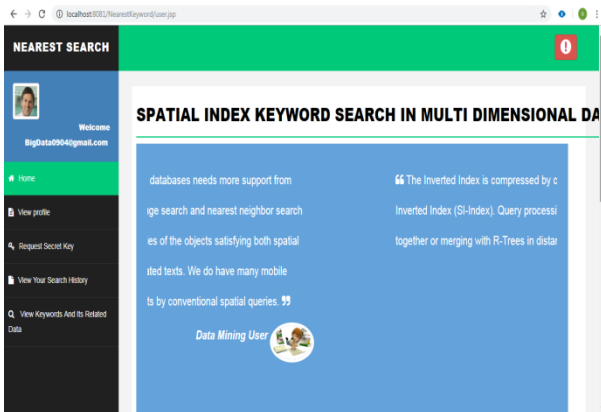 localhost:8081/NearestKeyword/user.jsp
NEAREST SEARCH
Welcome
BigData0904@gmail.com
Home
View profile
Request Secret Key
View Your Search History
View Keywords And Its Related
Data
SPATIAL INDEX KEYWORD SEARCH IN MULTI DIMENSIONAL DA
databases needs more support from
ge search and nearest neighbor search
es of the objects satisfying both spatial
ated texts. We do have many mobile
ts by conventional spatial queries. ”
Data Mining User
“ The Inverted Index is compressed by c
Inverted Index (SI-Index). Query processi
together or merging with R-Trees in distan